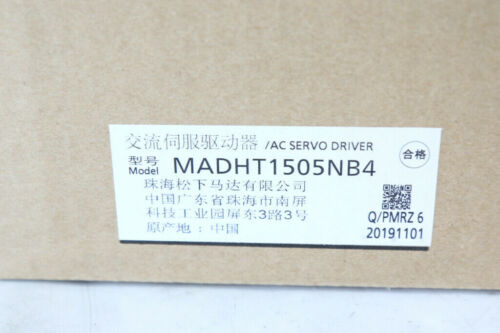 交流伺服驱动器 /AC SERVO DRIVER
型号
Model MADHT1505NB4
合格
珠海松下马达有限公司
中国广东省珠海市南屏
科技工业园屏东3路3号
原产地：中国
Q/PMRZ 6
20191101